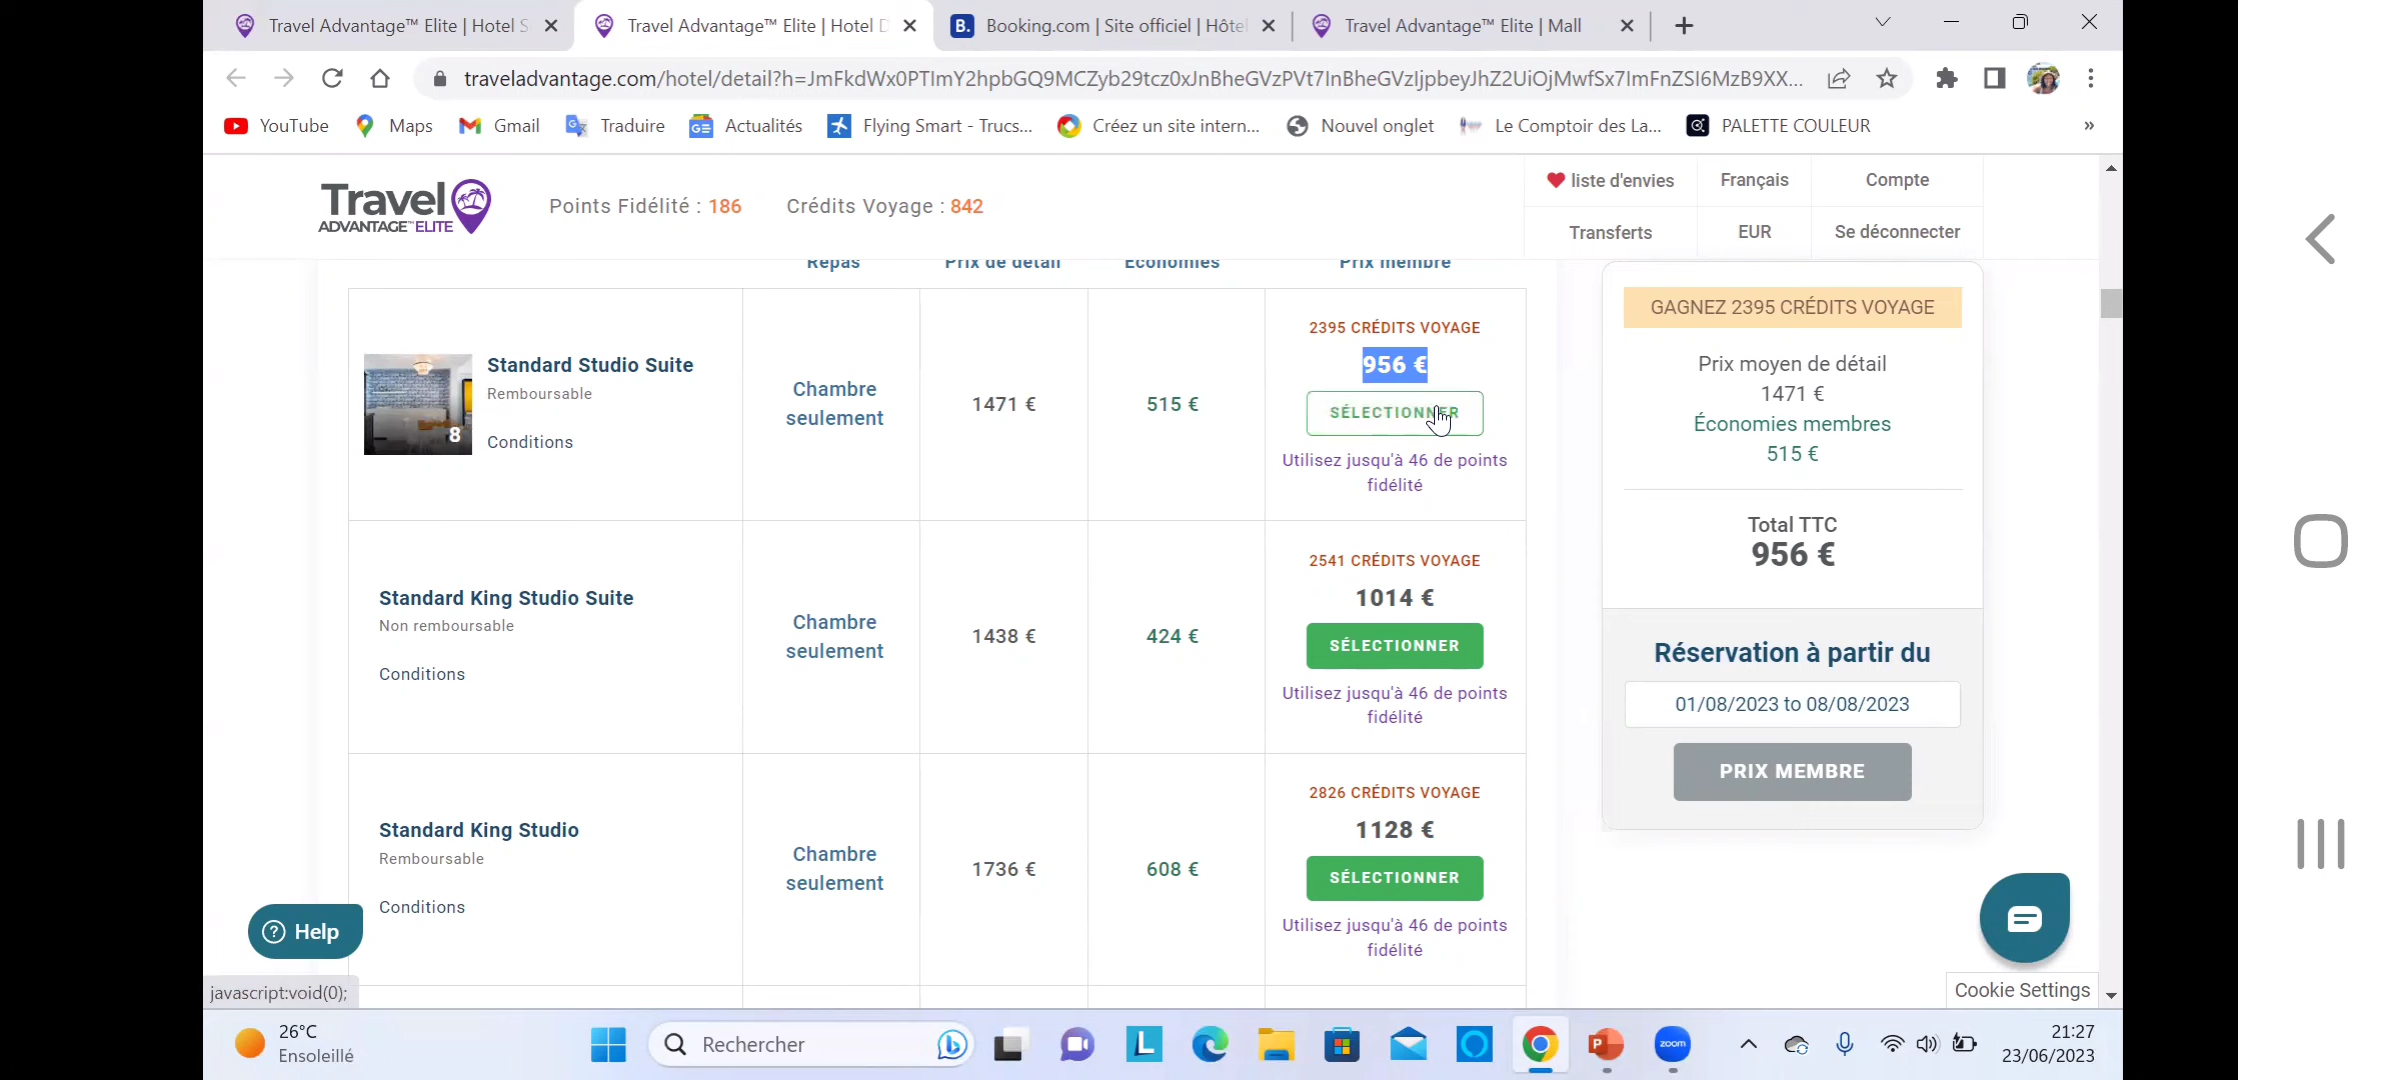 Travel Advantage™ Elite | Hotel S
Travel Advantage™ Elite | Hotel D
B. Booking.com | Site officiel | Hôtel
Travel Advantage™ Elite | Mall
traveladvantage.com/hotel/detail?h=JmFkdWx0PTImY2hpbGQ9MCZyb29tcz0xJnBheGVzPVt7InBheGVzIjpbeyJhZ2UiOjMwfSx7ImFnZSI6MzB9XX...
YouTube
Maps
Gmail
Traduire
Actualités
Flying Smart - Trucs...
Créez un site intern...
Nouvel onglet
Le Comptoir des La...
PALETTE COULEUR
»
Travel
ADVANTAGE™ELITE
Points Fidélité : 186
Crédits Voyage : 842
liste d'envies
Français
Compte
Transferts
EUR
Se déconnecter
Repas
Prix de détail
Économies
Prix membre
Standard Studio Suite
Remboursable
Conditions
8
Chambre
seulement
1471 €
515 €
2395 CRÉDITS VOYAGE
956 €
SÉLECTIONNER
Utilisez jusqu'à 46 de points
fidélité
Standard King Studio Suite
Non remboursable
Conditions
Chambre
seulement
1438 €
424 €
2541 CRÉDITS VOYAGE
1014 €
SÉLECTIONNER
Utilisez jusqu'à 46 de points
fidélité
Standard King Studio
Remboursable
Conditions
Chambre
seulement
1736 €
608 €
2826 CRÉDITS VOYAGE
1128 €
SÉLECTIONNER
Utilisez jusqu'à 46 de points
fidélité
GAGNEZ 2395 CRÉDITS VOYAGE
Prix moyen de détail
1471 €
Économies membres
515 €
Total TTC
956 €
Réservation à partir du
01/08/2023 to 08/08/2023
PRIX MEMBRE
? Help
javascript:void(0);
Cookie Settings
26°C
Ensoleillé
Rechercher
L
P
zoom
21:27
23/06/2023